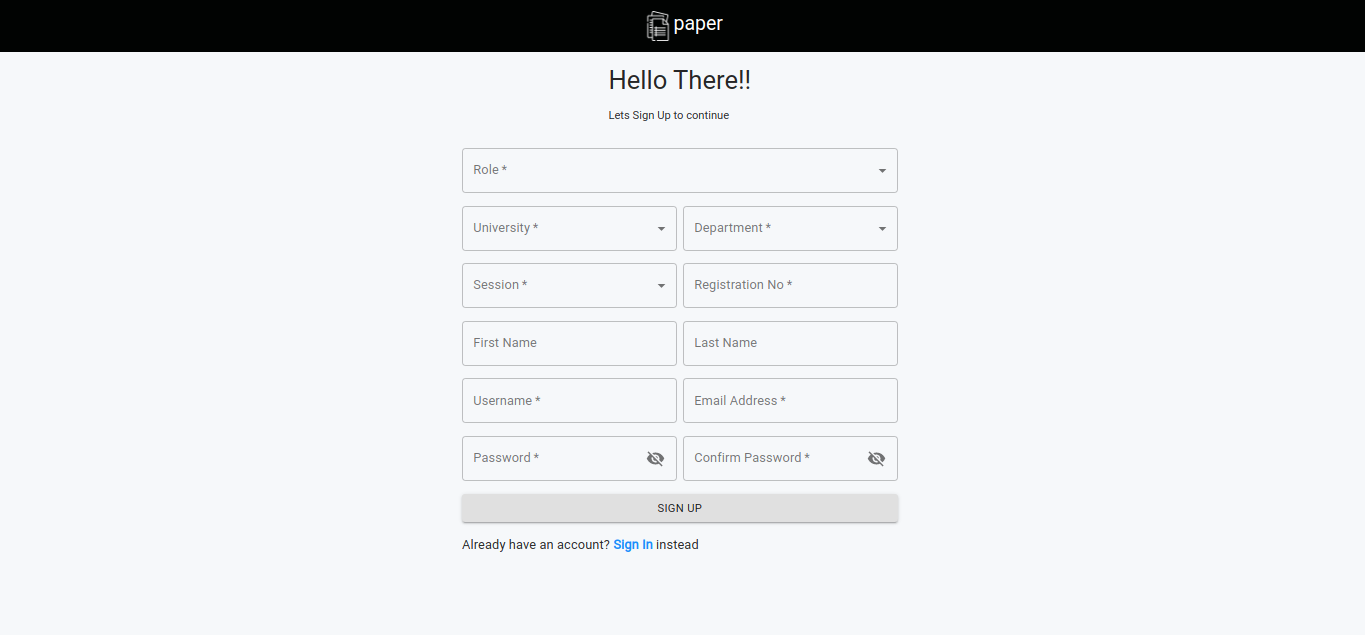 paper
Hello There!!
Lets Sign Up to continue
Role *
University * Department *
Session * Registration No *
First Name Last Name
Username * Email Address *
Password * Confirm Password *
SIGN UP
Already have an account? Sign In instead